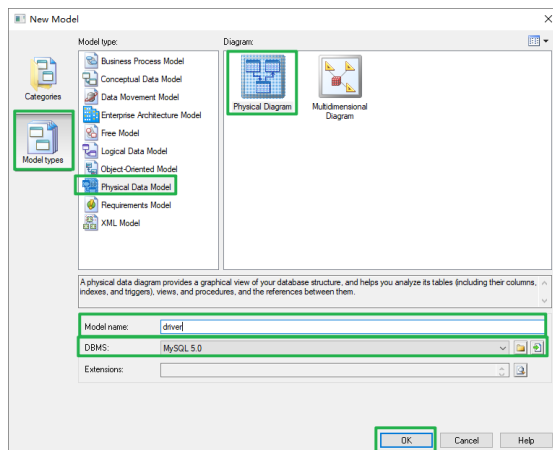 New Model
Model type:
Diagram:
Categories
Model types
Business Process Model
Conceptual Data Model
Data Movement Model
Enterprise Architecture Model
Free Model
Logical Data Model
Object-Oriented Model
Physical Data Model
Requirements Model
XML Model
Physical Diagram
Multidimensional
Diagram
A physical data diagram provides a graphical view of your database structure, and helps you analyze its tables (including their columns,
indexes, and triggers), views, and procedures, and the references between them.
Model name: driver
DBMS: MySQL 5.0
Extensions:
OK Cancel Help